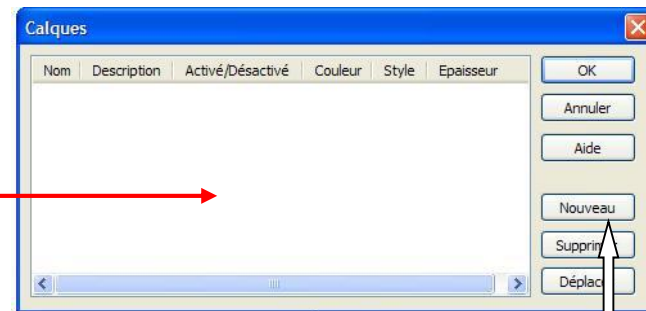 Calques
Nom Description Activé/Désactivé Couleur Style Epaisseur
OK
Annuler
Aide
Nouveau